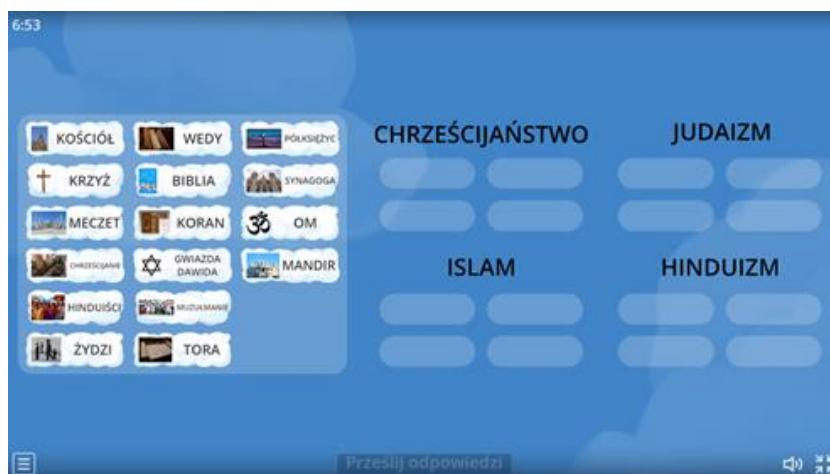 6:53
KOŚCIÓŁ
WEDY
PÓŁKSIĘŻYC
KRZYŻ
BIBLIA
SYNAGOGA
MECZET
KORAN
OM
CHRZEŚCIJANIE
GWIAZDA
DAWIDA
MANDIR
HINDUIŚCI
MUZUŁMANIE
ŻYDZI
TORA
CHRZEŚCIJAŃSTWO
JUDAIZM
ISLAM
HINDUIZM
Prześlij odpowiedzi